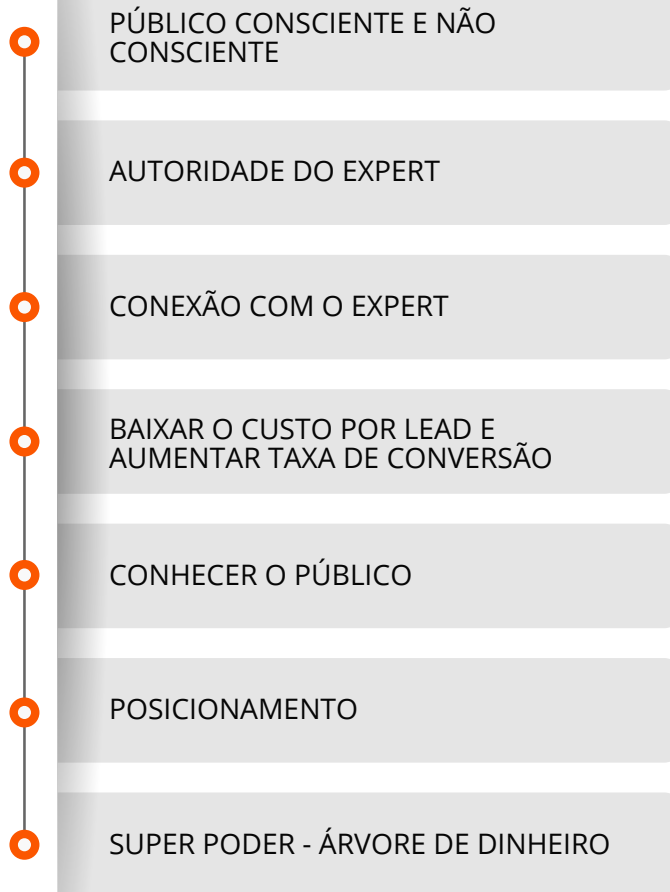 PÚBLICO CONSCIENTE E NÃO
CONSCIENTE
AUTORIDADE DO EXPERT
CONEXÃO COM O EXPERT
BAIXAR O CUSTO POR LEAD E
AUMENTAR TAXA DE CONVERSÃO
CONHECER O PÚBLICO
POSICIONAMENTO
SUPER PODER - ÁRVORE DE DINHEIRO